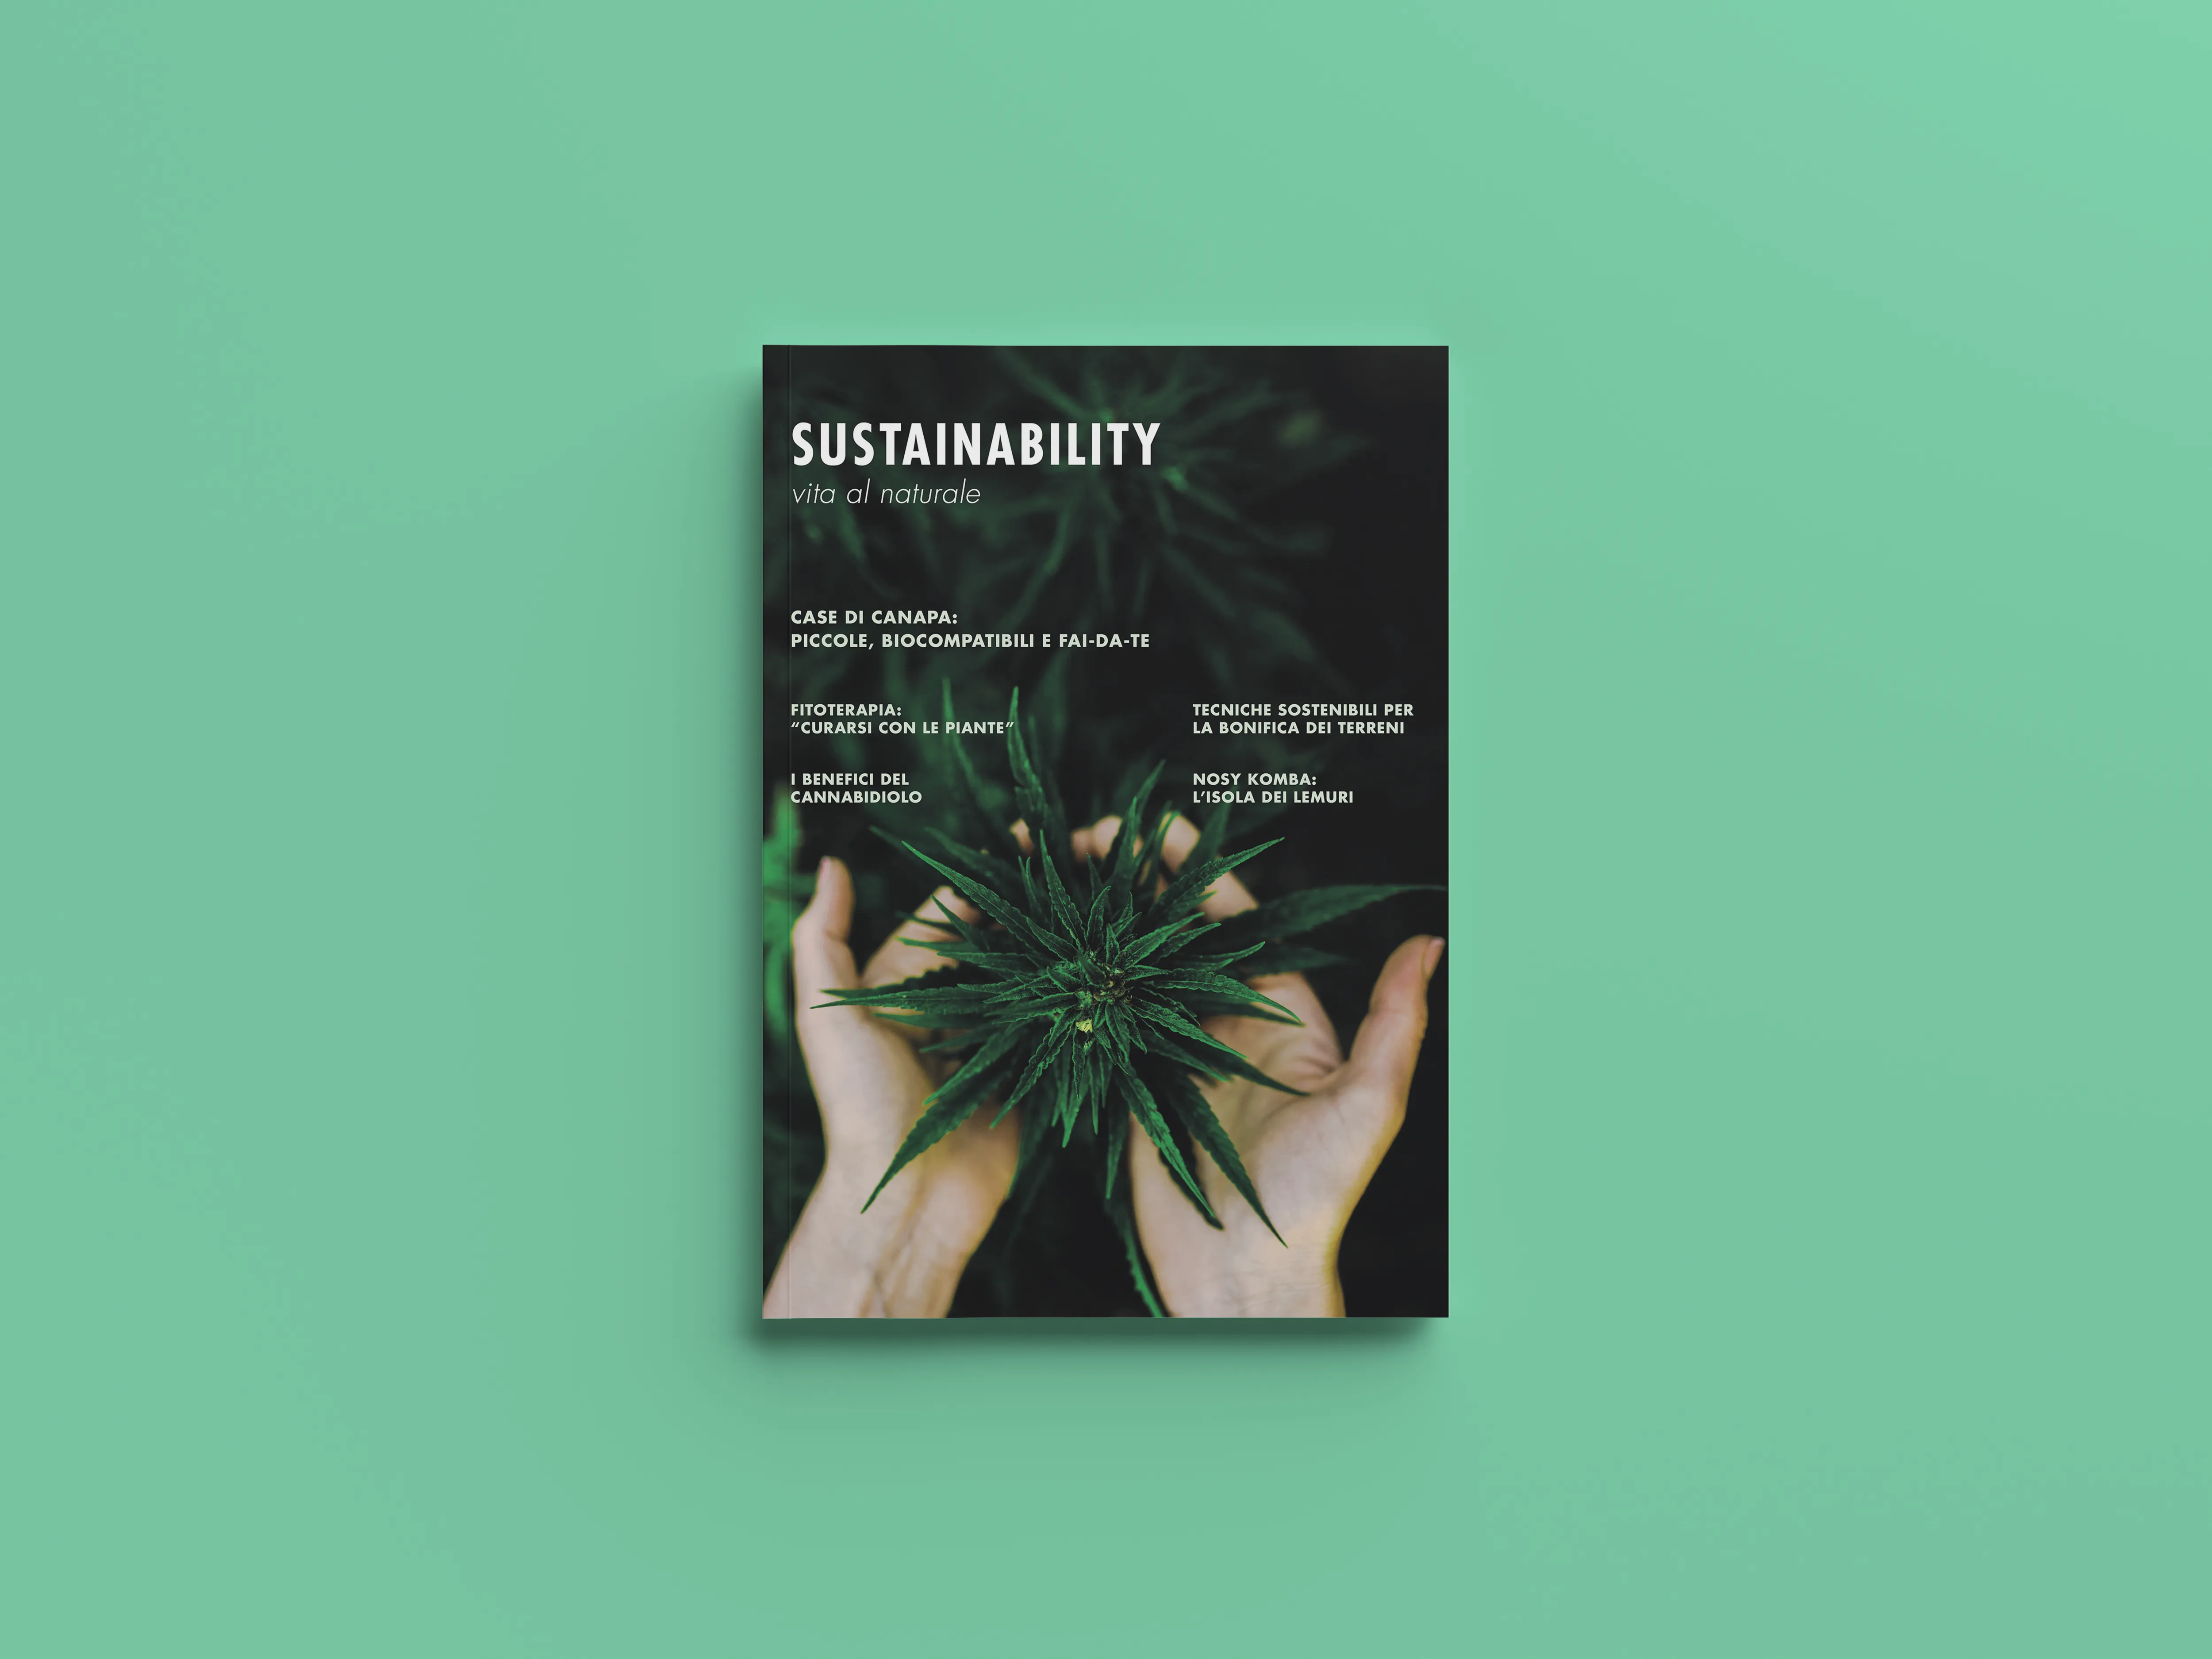 SUSTAINABILITY
vita al naturale
CASE DI CANAPA:
PICCOLE, BIOCOMPATIBILI E FAI-DA-TE
FITOTERAPIA:
“CURARSI CON LE PIANTE”
I BENEFICI DEL
CANNABIDIOLO
TECNICHE SOSTENIBILI PER
LA BONIFICA DEI TERRENI
NOSY KOMBA:
L’ISOLA DEI LEMURI